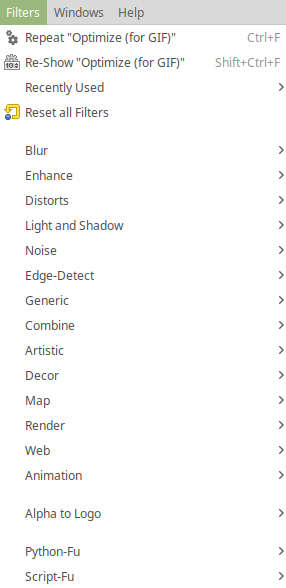 Filters Windows Help
Repeat "Optimize (for GIF)" Ctrl+F
Re-Show "Optimize (for GIF)" Shift+Ctrl+F
Recently Used
Reset all Filters
Blur
Enhance
Distorts
Light and Shadow
Noise
Edge-Detect
Generic
Combine
Artistic
Decor
Map
Render
Web
Animation
Alpha to Logo
Python-Fu
Script-Fu